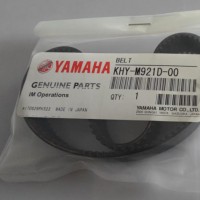 YAMAHA
GENUINE PARTS
IM Operations
MADE IN JAPAN
BELT
KHY-M921D-00
QTY: 1
YAMAHA MOTOR CO., LTD.